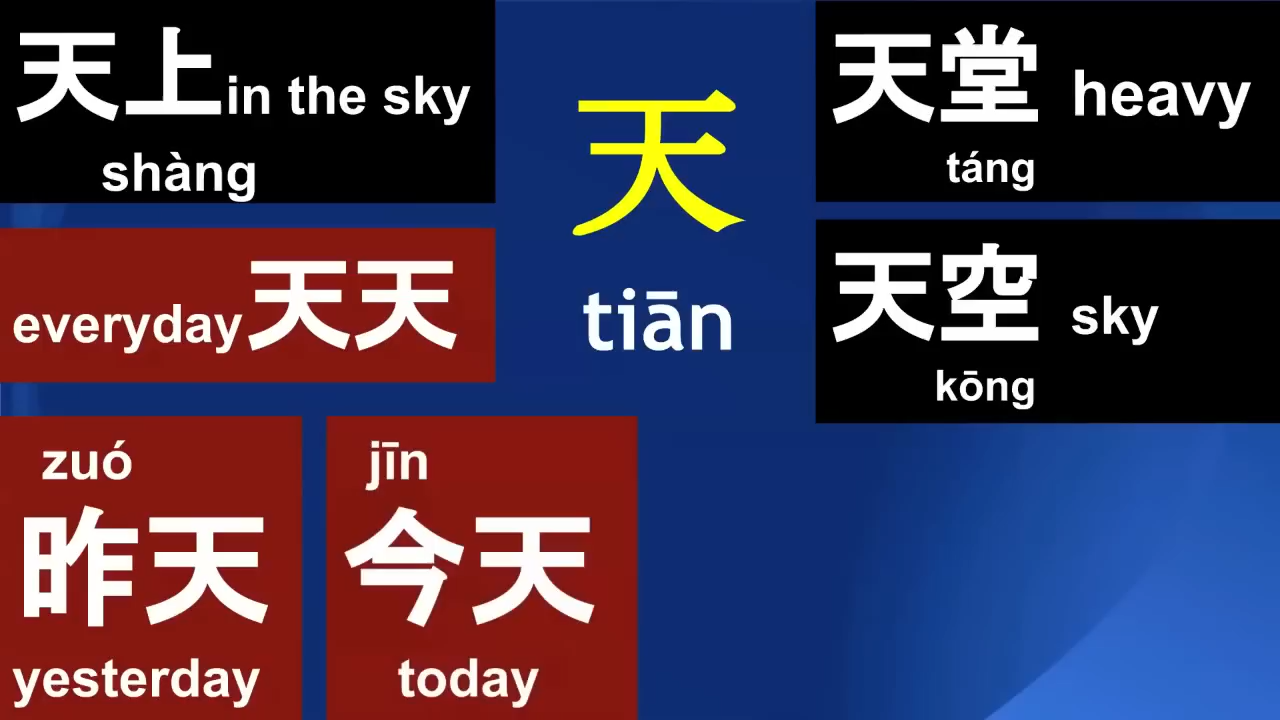 天上in the sky
shàng
天
tiān
天堂 heavy
táng
everyday天天
天空 sky
kōng
zuó
昨天
yesterday
jīn
今天
today